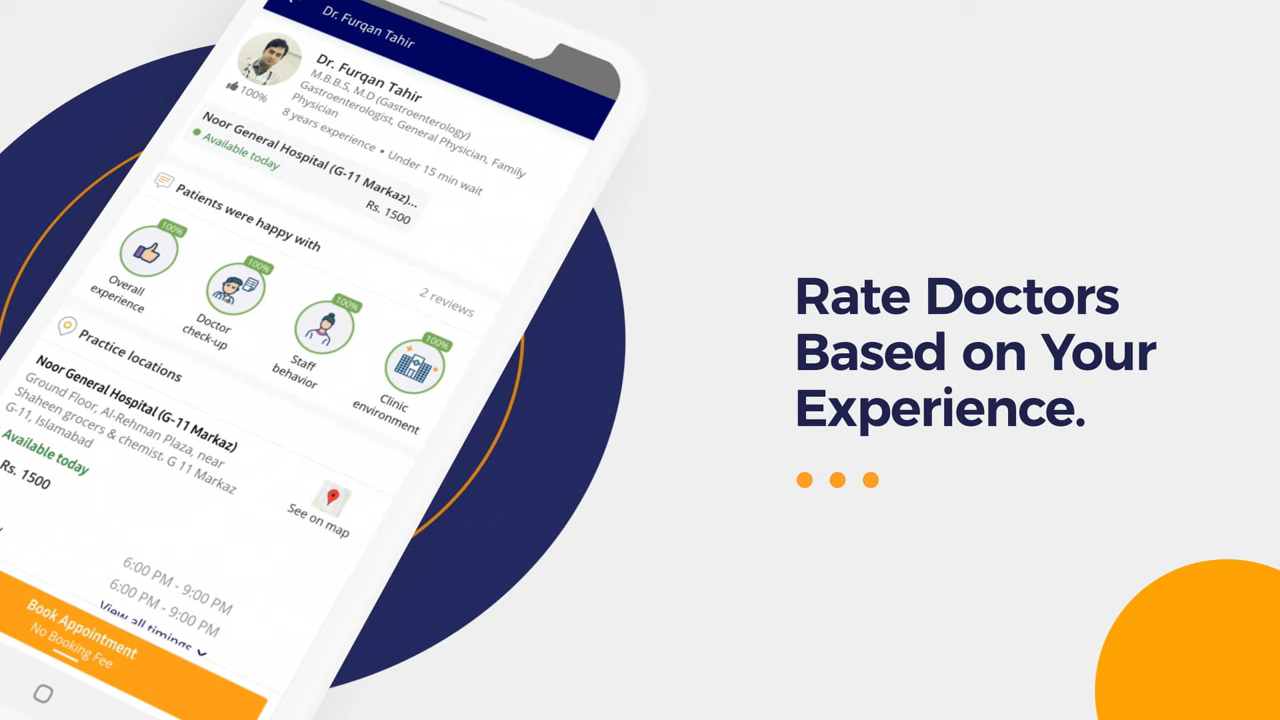 Dr. Furqan Tahir
Dr. Furqan Tahir
M.B.B.S, M.D (Gastroenterology)
Gastroenterologist, General Physician, Family
Physician
8 years experience • Under 15 min wait
100%
Noor General Hospital (G-11 Markaz)...
Available today
Rs. 1500
Patients were happy with
2 reviews
100%
Overall
experience
100%
Doctor
check-up
100%
Staff
behavior
100%
Clinic
environment
Practice locations
Noor General Hospital (G-11 Markaz)
Ground Floor, Al-Rehman Plaza, near
Shaheen grocers & chemist. G 11 Markaz
G-11, Islamabad
Available today
Rs. 1500
See on map
6:00 PM - 9:00 PM
6:00 PM - 9:00 PM
View all timings
Book Appointment
No Booking Fee
Rate Doctors
Based on Your
Experience.